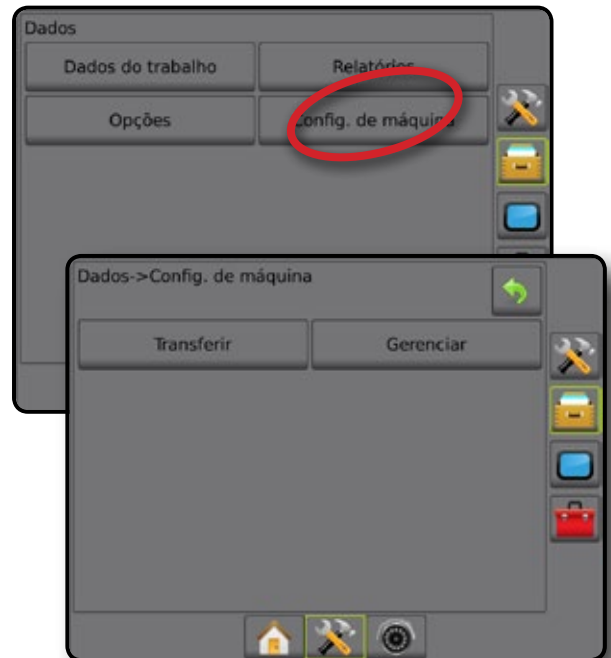 Dados
Dados do trabalho
Relatórios
Opções
Config. de máquina
Dados->Config. de máquina
Transferir
Gerenciar